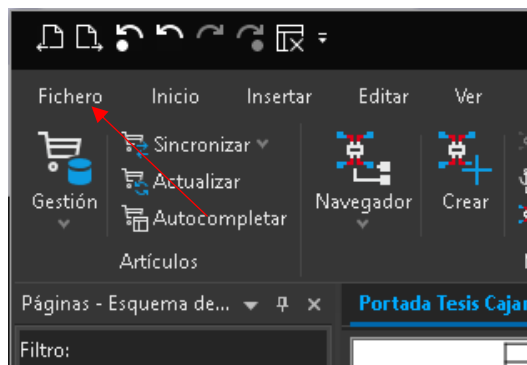 Fichero Inicio Insertar Editar Ver
Sincronizar
Actualizar
Autocompletar
Gestión
Navegador
Crear
Artículos
Páginas - Esquema de...
Portada Tesis Cajar
Filtro: